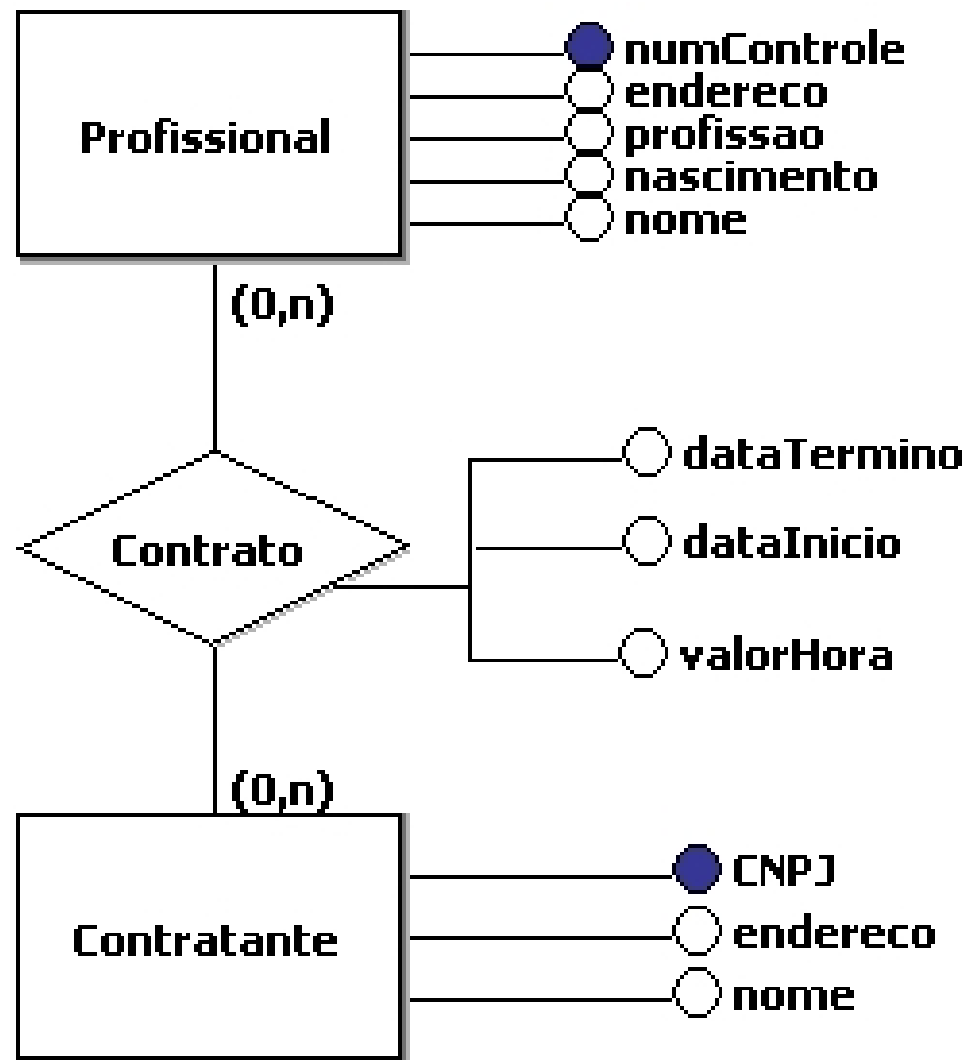 Profissional
numControle
endereco
profissao
nascimento
nome
(0,n)
Contrato
dataTermino
dataInicio
valorHora
(0,n)
Contratante
CNPJ
endereco
nome